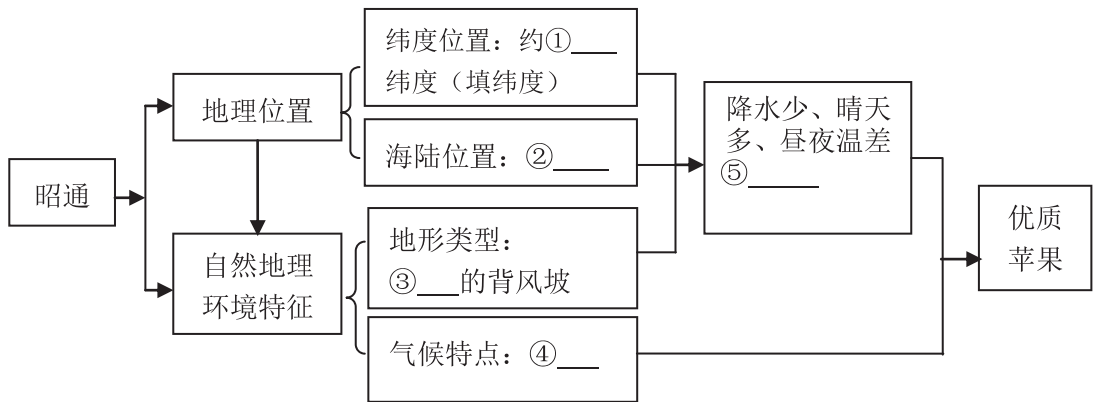 昭通
地理位置
自然地理
环境特征
纬度位置：约①___
纬度（填纬度）
海陆位置：②___
地形类型：
③___的背风坡
气候特点：④___
降水少、晴天
多、昼夜温差
⑤_____
优质
苹果